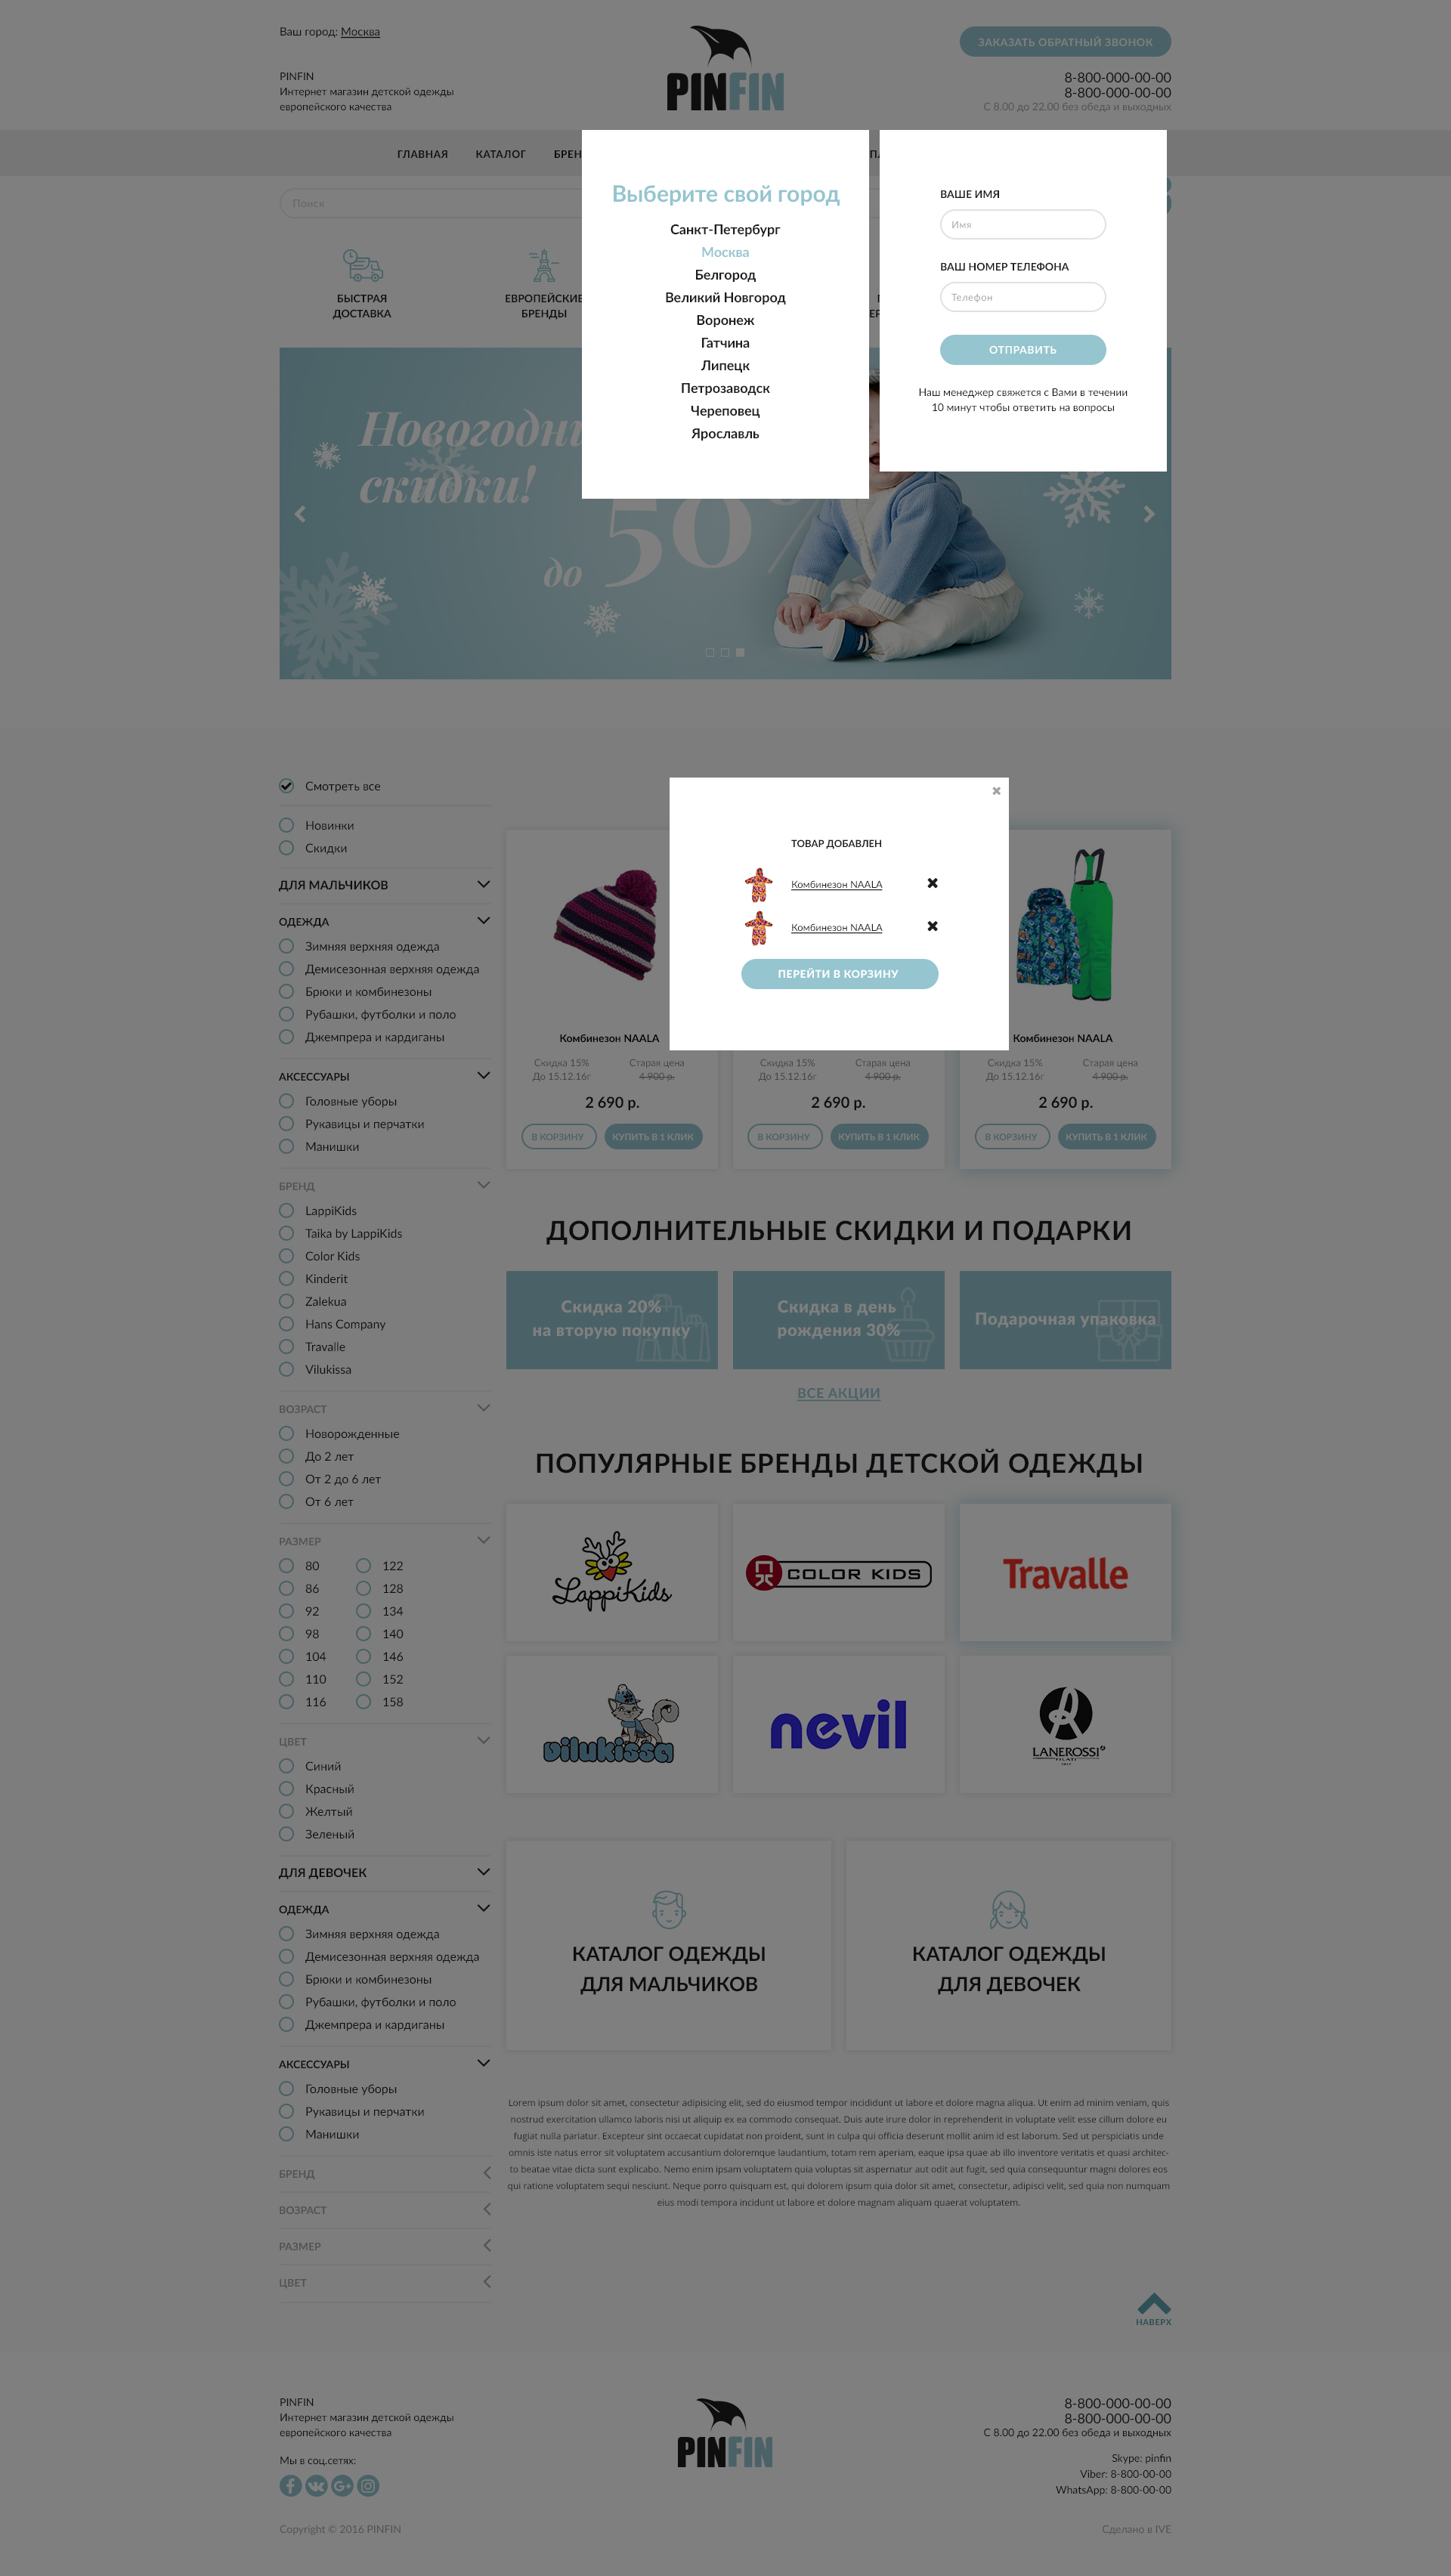 Ваш город: Москва
ЗАКАЗАТЬ ОБРАТНЫЙ ЗВОНОК
PINFIN
Интернет магазин детской одежды
европейского качества
PINFIN
8-800-000-00-00
8-800-000-00-00
С 8.00 до 22.00 без обеда и выходных
ГЛАВНАЯ
КАТАЛОГ
Поиск
БЫСТРАЯ
ДОСТАВКА
ЕВРОПЕЙСКИЕ
БРЕНДЫ
Выберите свой город
Санкт-Петербург
Москва
Белгород
Великий Новгород
Воронеж
Гатчина
Липецк
Петрозаводск
Череповец
Ярославль
ВАШЕ ИМЯ
Имя
ВАШ НОМЕР ТЕЛЕФОНА
Телефон
ОТПРАВИТЬ
Наш менеджер свяжется с Вами в течении
10 минут чтобы ответить на вопросы
скидки!
до 50%
Смотреть все
Новинки
Скидки
ДЛЯ МАЛЬЧИКОВ
ОДЕЖДА
Зимняя верхняя одежда
Демисезонная верхняя одежда
Брюки и комбинезоны
Рубашки, футболки и поло
Джемпрера и кардиганы
АКСЕССУАРЫ
Головные уборы
Рукавицы и перчатки
Манишки
БРЕНД
LappiKids
Taika by LappiKids
Color Kids
Kinderit
Zalekua
Hans Company
Travalle
Vilukissa
ВОЗРАСТ
Новорожденные
До 2 лет
От 2 до 6 лет
От 6 лет
РАЗМЕР
80 122
86 128
92 134
98 140
104 146
110 152
116 158
ЦВЕТ
Синий
Красный
Желтый
Зеленый
ДЛЯ ДЕВОЧЕК
ОДЕЖДА
Зимняя верхняя одежда
Демисезонная верхняя одежда
Брюки и комбинезоны
Рубашки, футболки и поло
Джемпрера и кардиганы
АКСЕССУАРЫ
Головные уборы
Рукавицы и перчатки
Манишки
БРЕНД
ВОЗРАСТ
РАЗМЕР
ЦВЕТ
ТОВАР ДОБАВЛЕН
Комбинезон NAALA
Комбинезон NAALA
ПЕРЕЙТИ В КОРЗИНУ
Комбинезон NAALA
Скидка 15% Старая цена
До 15.12.16г 4 900 р.
2 690 р.
В КОРЗИНУ КУПИТЬ В 1 КЛИК
Скидка 15% Старая цена
До 15.12.16г 4 900 р.
2 690 р.
В КОРЗИНУ КУПИТЬ В 1 КЛИК
Комбинезон NAALA
Скидка 15% Старая цена
До 15.12.16г 4 900 р.
2 690 р.
В КОРЗИНУ КУПИТЬ В 1 КЛИК
ДОПОЛНИТЕЛЬНЫЕ СКИДКИ И ПОДАРКИ
Скидка 20%
на вторую покупку
Скидка в день
рождения 30%
Подарочная упаковка
ВСЕ АКЦИИ
ПОПУЛЯРНЫЕ БРЕНДЫ ДЕТСКОЙ ОДЕЖДЫ
LappiKids
COLOR KIDS
Travalle
vilukissa
nevil
LANEROSSI
FILATI
КАТАЛОГ ОДЕЖДЫ
ДЛЯ МАЛЬЧИКОВ
КАТАЛОГ ОДЕЖДЫ
ДЛЯ ДЕВОЧЕК
Lorem ipsum dolor sit amet, consectetur adipisicing elit, sed do eiusmod tempor incididunt ut labore et dolore magna aliqua. Ut enim ad minim veniam, quis
nostrud exercitation ullamco laboris nisi ut aliquip ex ea commodo consequat. Duis aute irure dolor in reprehenderit in voluptate velit esse cillum dolore eu
fugiat nulla pariatur. Excepteur sint occaecat cupidatat non proident, sunt in culpa qui officia deserunt mollit anim id est laborum. Sed ut perspiciatis unde
omnis iste natus error sit voluptatem accusantium doloremque laudantium, totam rem aperiam, eaque ipsa quae ab illo inventore veritatis et quasi architec-
to beatae vitae dicta sunt explicabo. Nemo enim ipsam voluptatem quia voluptas sit aspernatur aut odit aut fugit, sed quia consequuntur magni dolores eos
qui ratione voluptatem sequi nesciunt. Neque porro quisquam est, qui dolorem ipsum quia dolor sit amet, consectetur, adipisci velit, sed quia non numquam
eius modi tempora incidunt ut labore et dolore magnam aliquam quaerat voluptatem.
НАВЕРХ
PINFIN
Интернет магазин детской одежды
европейского качества
Мы в соц.сетях:
PINFIN
8-800-000-00-00
8-800-000-00-00
С 8.00 до 22.00 без обеда и выходных
Skype: pinfin
Viber: 8-800-00-00
WhatsApp: 8-800-00-00
Copyright © 2016 PINFIN
Сделано в IVE